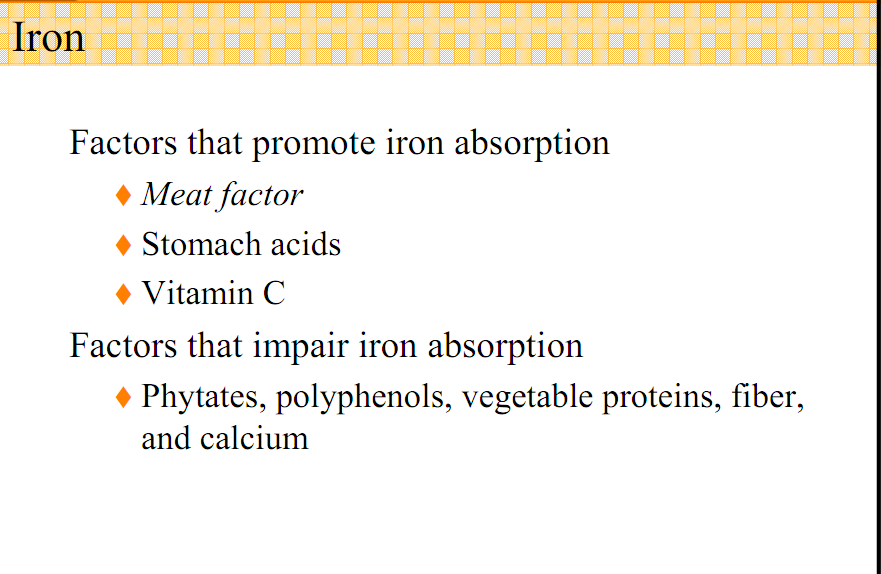 Iron
Factors that promote iron absorption
♦ Meat factor
♦ Stomach acids
♦ Vitamin C
Factors that impair iron absorption
♦ Phytates, polyphenols, vegetable proteins, fiber,
and calcium